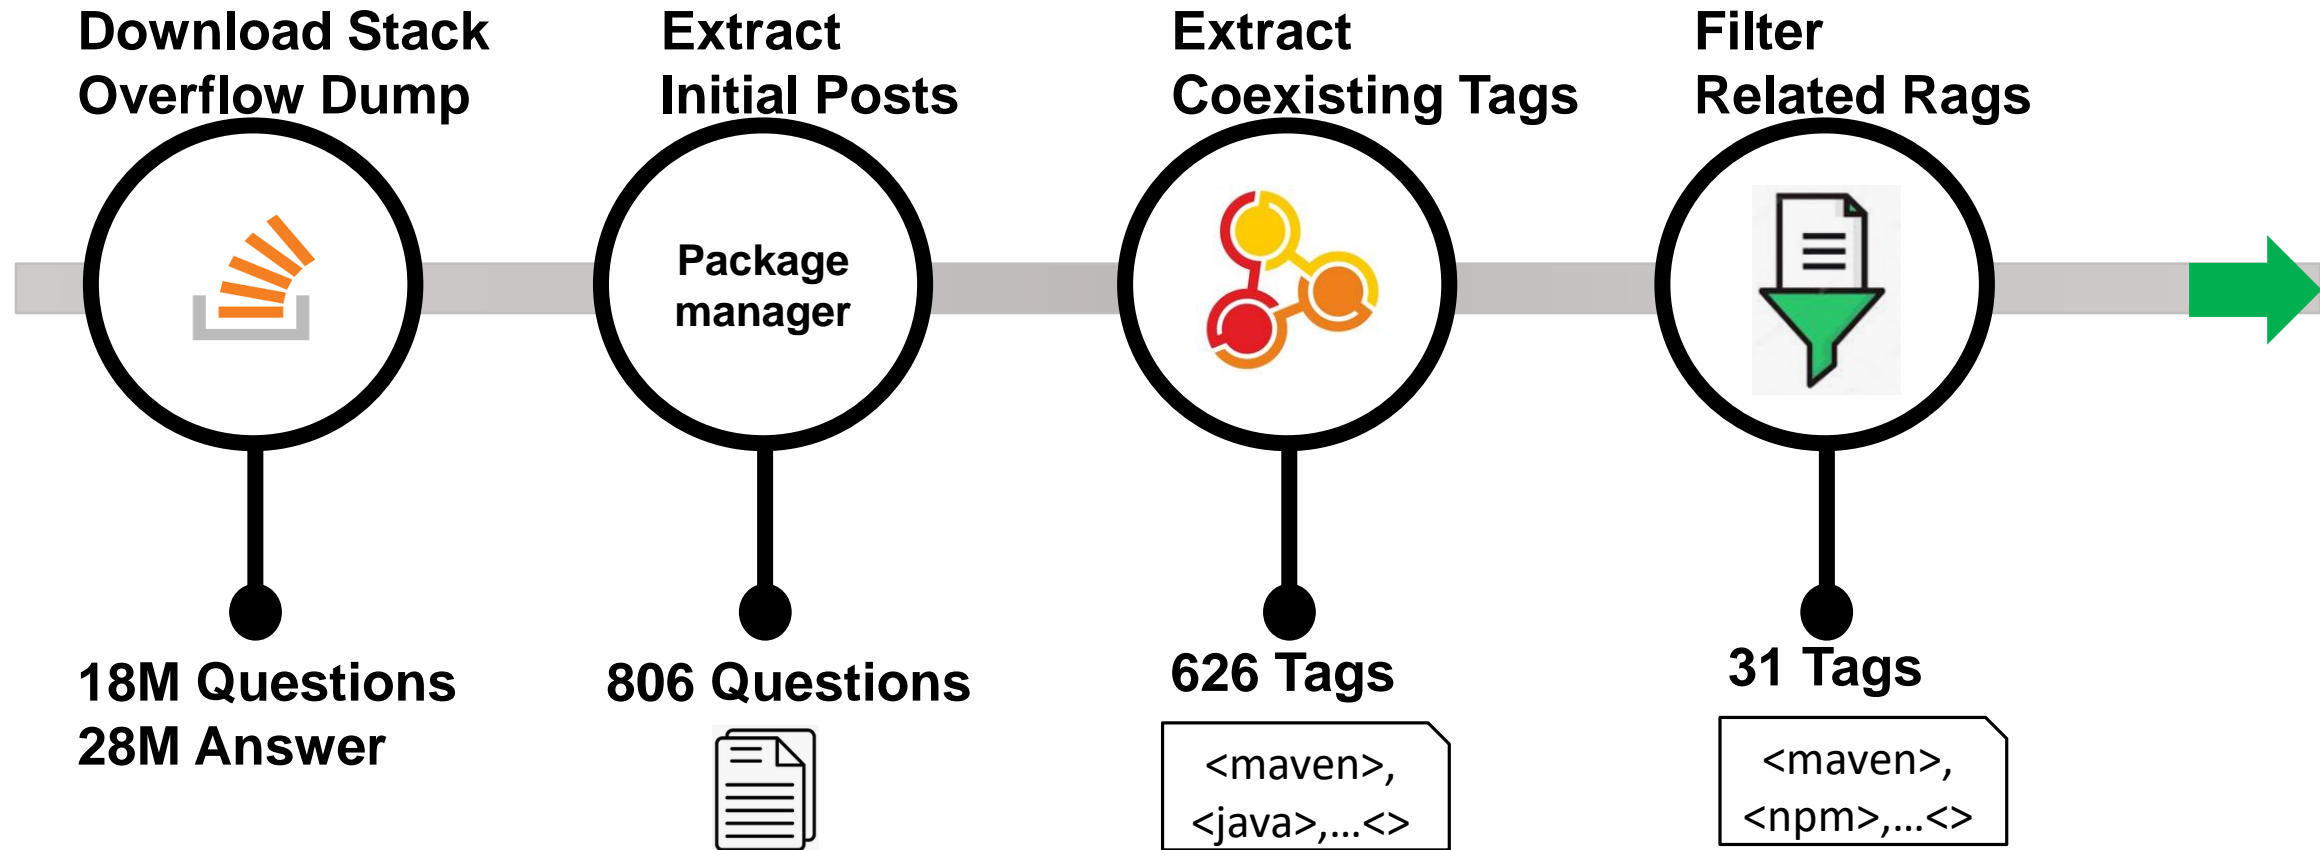 Download Stack
Overflow Dump
Extract
Initial Posts
Extract
Coexisting Tags
Filter
Related Rags
Package
manager
18M Questions
28M Answer
806 Questions
626 Tags
<maven>,
<java>,...<>
31 Tags
<maven>,
<npm>,...<>